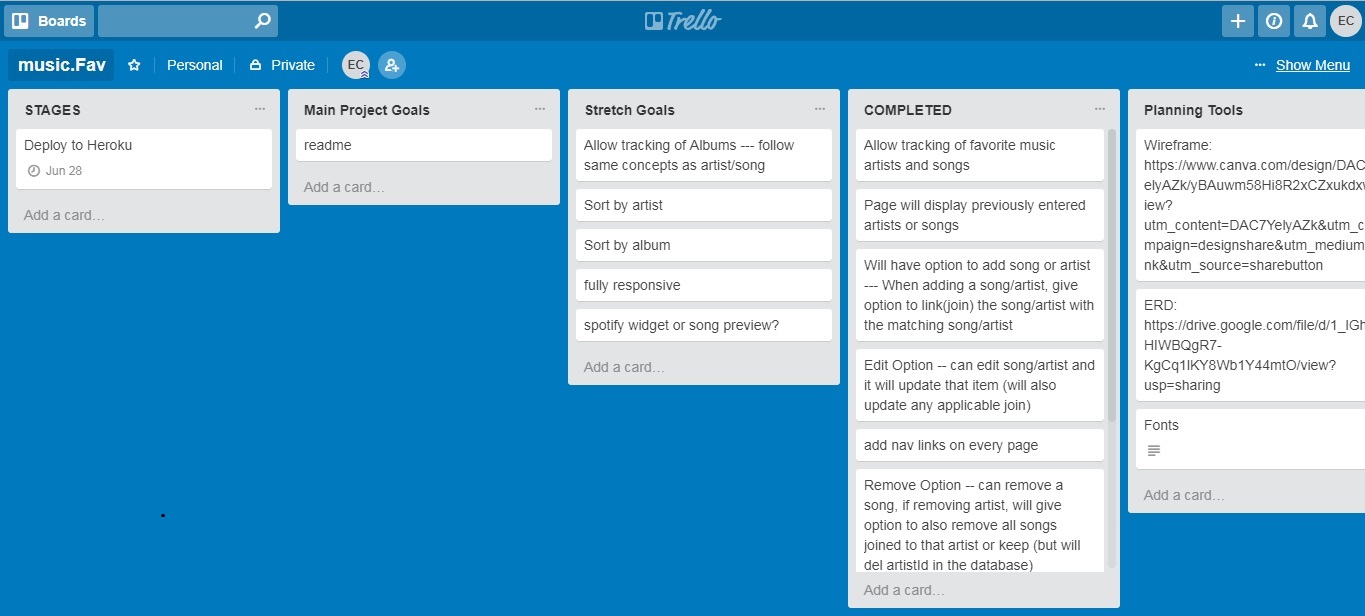 Boards
Trello
EC
music.Fav
Personal
Private
EC
Show Menu
STAGES
Deploy to Heroku
Jun 28
Add a card…
Main Project Goals
readme
Add a card…
Stretch Goals
Allow tracking of Albums --- follow
same concepts as artist/song
Sort by artist
Sort by album
fully responsive
spotify widget or song preview?
Add a card…
COMPLETED
Allow tracking of favorite music
artists and songs
Page will display previously entered
artists or songs
Will have option to add song or artist
--- When adding a song/artist, give
option to link(join) the song/artist with
the matching song/artist
Edit Option -- can edit song/artist and
it will update that item (will also
update any applicable join)
add nav links on every page
Remove Option -- can remove a
song, if removing artist, will give
option to also remove all songs
joined to that artist or keep (but will
del artistId in the database)
Add a card…
Planning Tools
Wireframe:
https://www.canva.com/design/DAC
elyAZk/yBAuwm58Hi8R2xCZxukdxw
iew?
utm_content=DAC7YelyAZk&utm_c
mpaign=designshare&utm_medium
nk&utm_source=sharebutton
ERD:
https://drive.google.com/file/d/1_IGh
HIWBQgR7-
KgCq1IKY8Wb1Y44mtO/view?
usp=sharing
Fonts
Add a card…